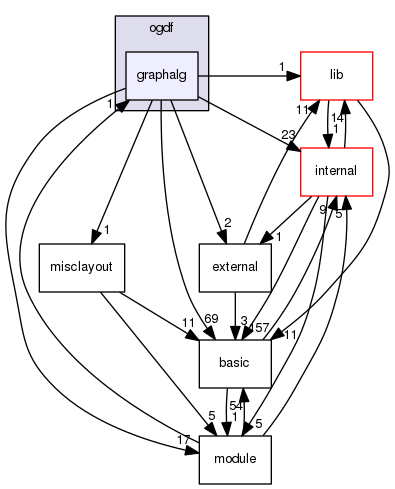 ogdf
graphalg
lib
1
1
11
14
1
23
internal
2
9
5
1
1
misclayout
external
69
11
3
57
11
basic
54
1
5
5
17
module